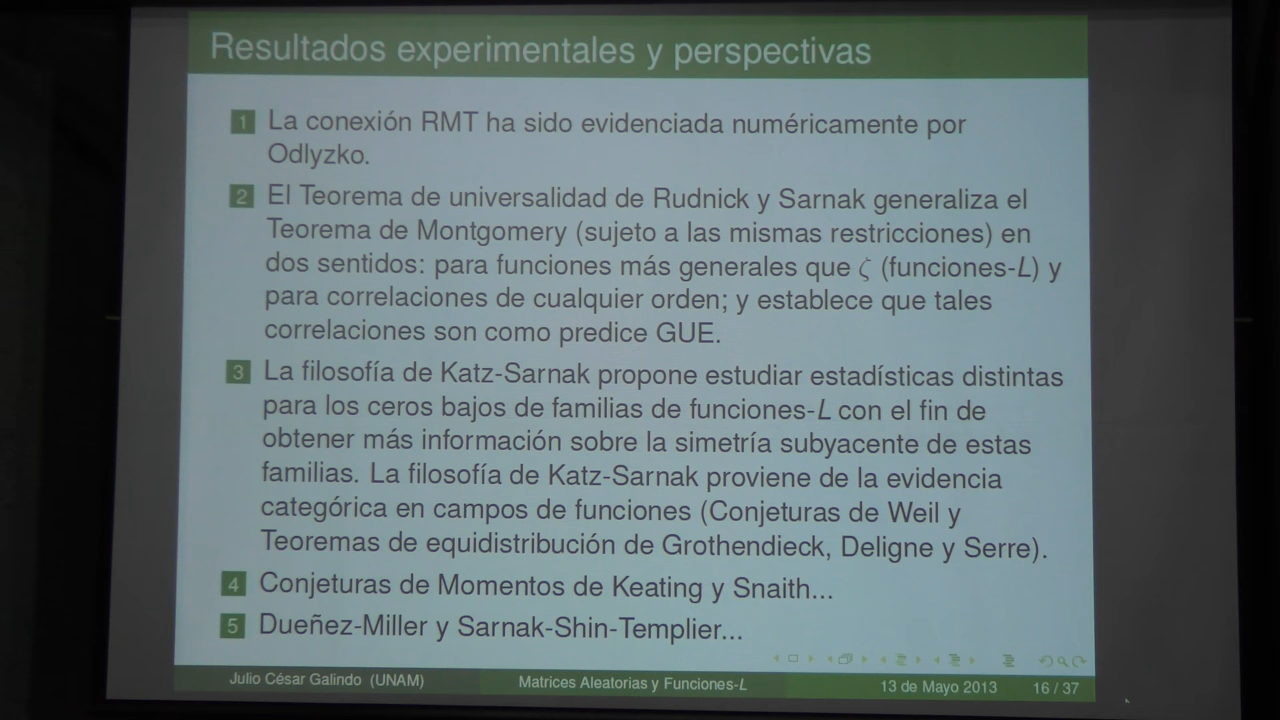 Resultados experimentales y perspectivas
1 La conexión RMT ha sido evidenciada numéricamente por
Odlyzko.
2 El Teorema de universalidad de Rudnick y Sarnak generaliza el
Teorema de Montgomery (sujeto a las mismas restricciones) en
dos sentidos: para funciones más generales que ζ (funciones-L) y
para correlaciones de cualquier orden; y establece que tales
correlaciones son como predice GUE.
3 La filosofía de Katz-Sarnak propone estudiar estadísticas distintas
para los ceros bajos de familias de funciones-L con el fin de
obtener más información sobre la simetría subyacente de estas
familias. La filosofía de Katz-Sarnak proviene de la evidencia
categórica en campos de funciones (Conjeturas de Weil y
Teoremas de equidistribución de Grothendieck, Deligne y Serre).
4 Conjeturas de Momentos de Keating y Snaith...
5 Dueñez-Miller y Sarnak-Shin-Templier...
Julio César Galindo (UNAM) Matrices Aleatorias y Funciones-L 13 de Mayo 2013 16 / 37